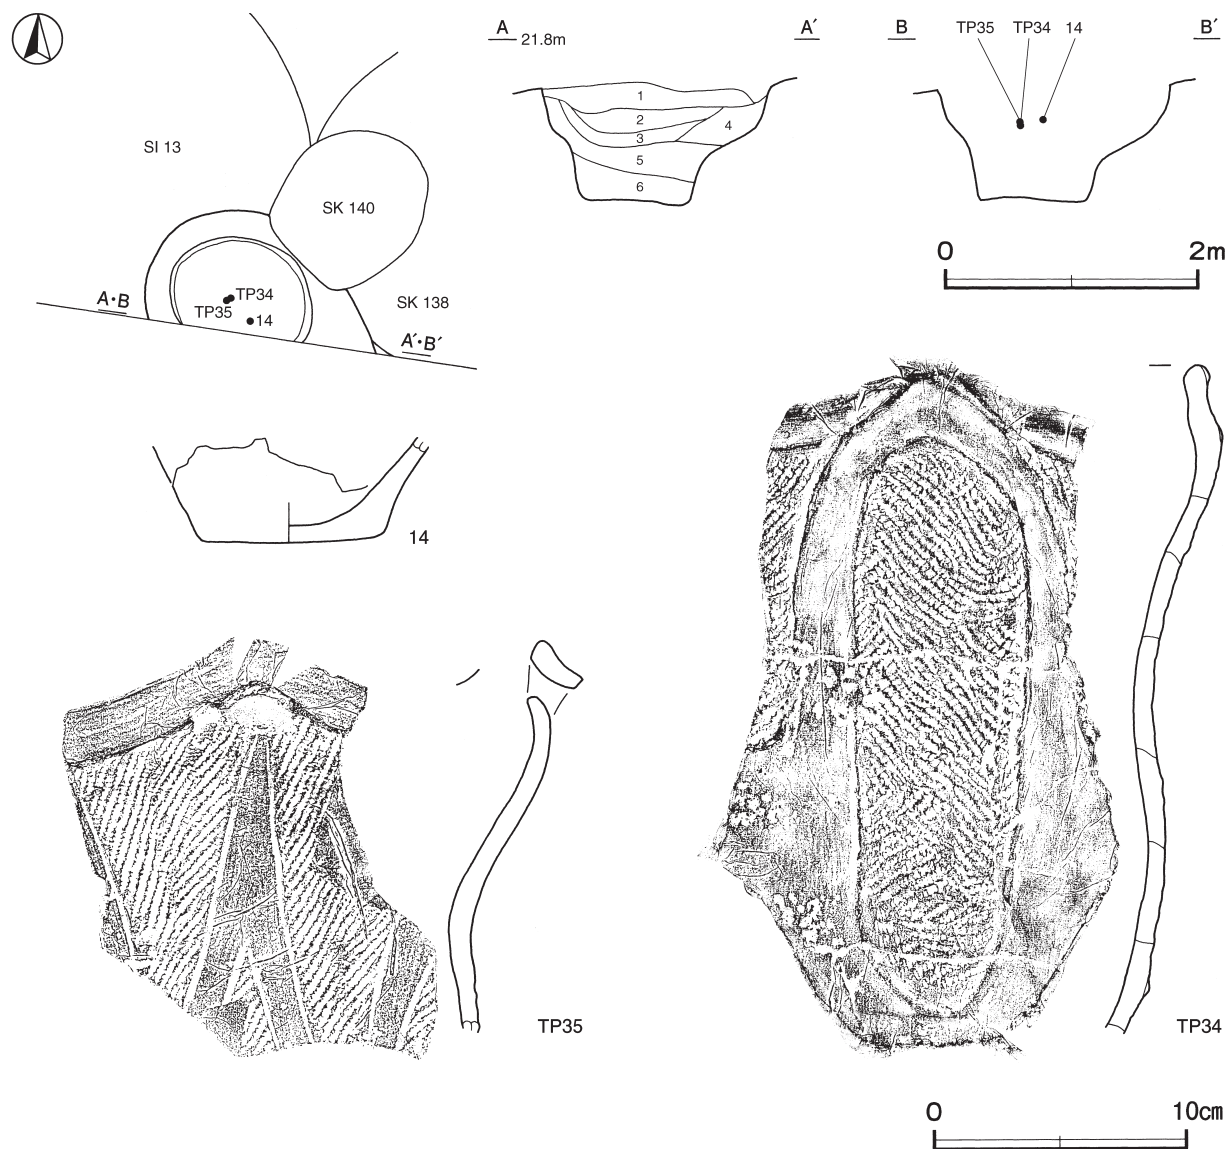 A 21.8m A′
B B′
TP35 TP34 14
1
2
3
4
5
6
SI 13
SK 140
SK 138
TP34
TP35
14
A・B
A′・B′
0 2m
14
TP35
TP34
0 10cm